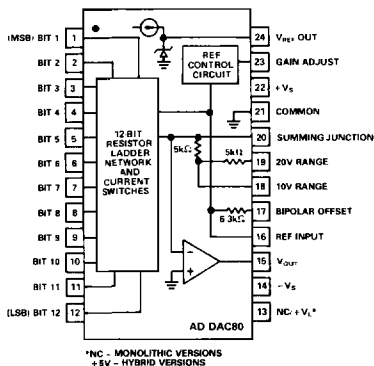 (MSB) BIT 1 1
BIT 2 2
BIT 3 3
BIT 4 4
BIT 5 5
BIT 6 6
BIT 7 7
BIT 8 8
BIT 9 9
BIT 10 10
BIT 11 11
(LSB) BIT 12 12
12-BIT
RESISTOR
LADDER
NETWORK
AND
CURRENT
SWITCHES
REF
CONTROL
CIRCUIT
5kΩ
5kΩ
6.3kΩ
24 VREF OUT
23 GAIN ADJUST
22 +VS
21 COMMON
20 SUMMING JUNCTION
19 20V RANGE
18 10V RANGE
17 BIPOLAR OFFSET
16 REF INPUT
15 VOUT
14 -VS
13 NC/+VL*
AD DAC80
*NC - MONOLITHIC VERSIONS
+5V - HYBRID VERSIONS